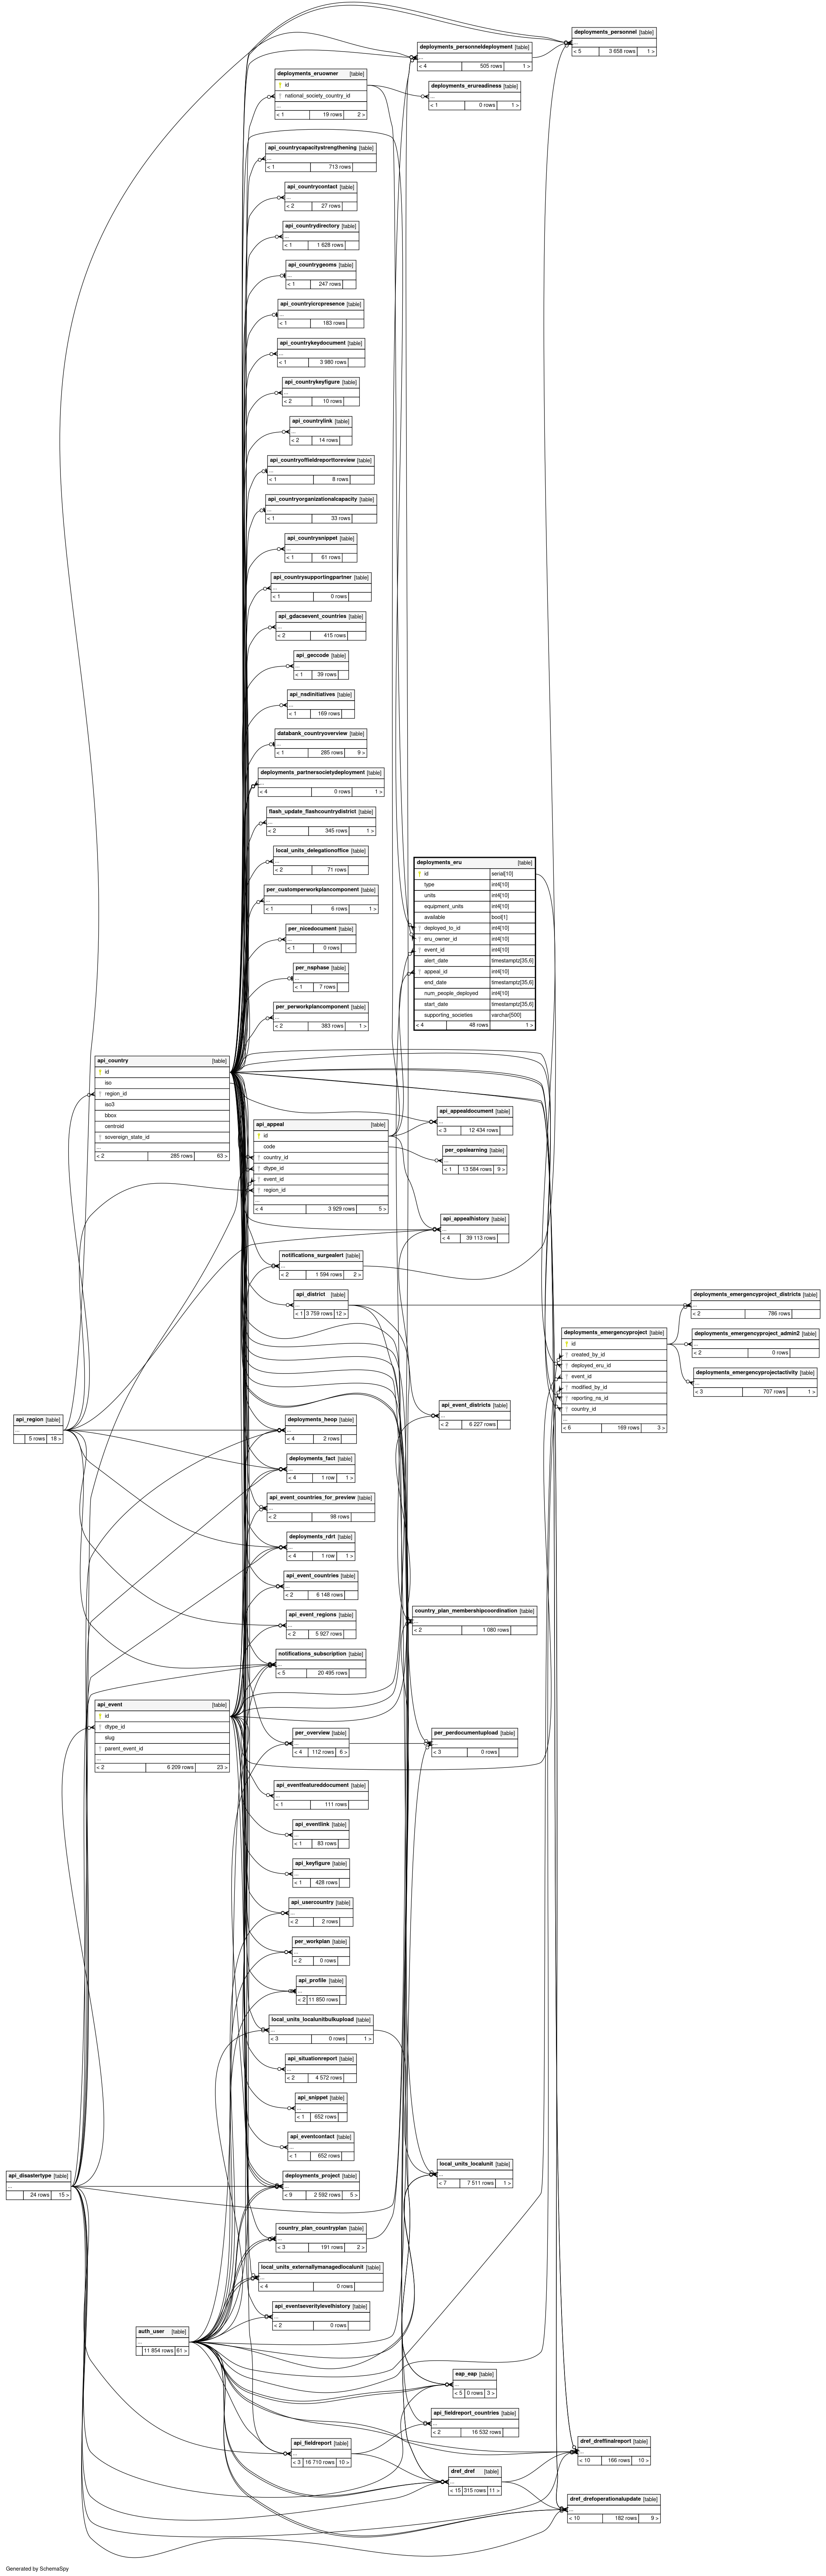 deployments_personnel [table]
...
< 5 3 658 rows 1 >
deployments_personneldeployment [table]
...
< 4 505 rows 1 >
deployments_eruowner [table]
id
national_society_country_id
...
< 1 19 rows 2 >
deployments_erureadiness [table]
...
< 1 0 rows 1 >
api_countrycapacitystrengthening [table]
...
< 1 713 rows
api_countrycontact [table]
...
< 2 27 rows
api_countrydirectory [table]
...
< 1 1 628 rows
api_countrygeoms [table]
...
< 1 247 rows
api_countryicrcpresence [table]
...
< 1 183 rows
api_countrykeydocument [table]
...
< 1 3 980 rows
api_countrykeyfigure [table]
...
< 2 10 rows
api_countrylink [table]
...
< 2 14 rows
api_countryoffieldreporttoreview [table]
...
< 1 8 rows
api_countryorganizationalcapacity [table]
...
< 1 33 rows
api_countrysnippet [table]
...
< 1 61 rows
api_countrysupportingpartner [table]
...
< 1 0 rows
api_gdacsevent_countries [table]
...
< 2 415 rows
api_geccode [table]
...
< 1 39 rows
api_nsdinitiatives [table]
...
< 1 169 rows
databank_countryoverview [table]
...
< 1 285 rows 9 >
deployments_partnersocietydeployment [table]
...
< 4 0 rows 1 >
flash_update_flashcountrydistrict [table]
...
< 2 345 rows 1 >
local_units_delegationoffice [table]
...
< 2 71 rows
per_customperworkplancomponent [table]
...
< 1 6 rows 1 >
per_nicedocument [table]
...
< 1 0 rows
per_nsphase [table]
...
< 1 7 rows
per_perworkplancomponent [table]
...
< 2 383 rows 1 >
deployments_eru [table]
id serial[10]
type int4[10]
units int4[10]
equipment_units int4[10]
available bool[1]
deployed_to_id int4[10]
eru_owner_id int4[10]
event_id int4[10]
alert_date timestamptz[35,6]
appeal_id int4[10]
end_date timestamptz[35,6]
num_people_deployed int4[10]
start_date timestamptz[35,6]
supporting_societies varchar[500]
< 4 48 rows 1 >
api_country [table]
id
iso
region_id
iso3
bbox
centroid
sovereign_state_id
...
< 2 285 rows 63 >
api_appeal [table]
id
code
country_id
dtype_id
event_id
region_id
...
< 4 3 929 rows 5 >
api_appealdocument [table]
...
< 3 12 434 rows
per_opslearning [table]
...
< 1 13 584 rows 9 >
api_appealhistory [table]
...
< 4 39 113 rows
notifications_surgealert [table]
...
< 2 1 594 rows 2 >
api_district [table]
...
< 1 3 759 rows 12 >
deployments_emergencyproject_districts [table]
...
< 2 786 rows
deployments_emergencyproject [table]
id
created_by_id
deployed_eru_id
event_id
modified_by_id
reporting_ns_id
country_id
...
< 6 169 rows 3 >
deployments_emergencyproject_admin2 [table]
...
< 2 0 rows
deployments_emergencyprojectactivity [table]
...
< 3 707 rows 1 >
api_region [table]
...
5 rows 18 >
api_event_districts [table]
...
< 2 6 227 rows
deployments_heop [table]
...
< 4 2 rows
deployments_fact [table]
...
< 4 1 row 1 >
api_event_countries_for_preview [table]
...
< 2 98 rows
deployments_rdrt [table]
...
< 4 1 row 1 >
api_event_countries [table]
...
< 2 6 148 rows
api_event_regions [table]
...
< 2 5 927 rows
country_plan_membershipcoordination [table]
...
< 2 1 080 rows
notifications_subscription [table]
...
< 5 20 495 rows
api_event [table]
id
dtype_id
slug
parent_event_id
...
< 2 6 209 rows 23 >
per_overview [table]
...
< 4 112 rows 6 >
per_perdocumentupload [table]
...
< 3 0 rows
api_eventfeatureddocument [table]
...
< 1 111 rows
api_eventlink [table]
...
< 1 83 rows
api_keyfigure [table]
...
< 1 428 rows
api_usercountry [table]
...
< 2 2 rows
per_workplan [table]
...
< 2 0 rows
api_profile [table]
...
< 2 11 850 rows
local_units_localunitbulkupload [table]
...
< 3 0 rows 1 >
api_situationreport [table]
...
< 2 4 572 rows
api_snippet [table]
...
< 1 652 rows
api_eventcontact [table]
...
< 1 652 rows
api_disastertype [table]
...
24 rows 15 >
deployments_project [table]
...
< 9 2 592 rows 5 >
local_units_localunit [table]
...
< 7 7 511 rows 1 >
country_plan_countryplan [table]
...
< 3 191 rows 2 >
local_units_externallymanagedlocalunit [table]
...
< 4 0 rows
api_eventseveritylevelhistory [table]
...
< 2 0 rows
auth_user [table]
...
11 854 rows 61 >
eap_eap [table]
...
< 5 0 rows 3 >
api_fieldreport_countries [table]
...
< 2 16 532 rows
api_fieldreport [table]
...
< 3 16 710 rows 10 >
dref_dreffinalreport [table]
...
< 10 166 rows 10 >
dref_dref [table]
...
< 15 315 rows 11 >
dref_drefoperationalupdate [table]
...
< 10 182 rows 9 >
Generated by SchemaSpy